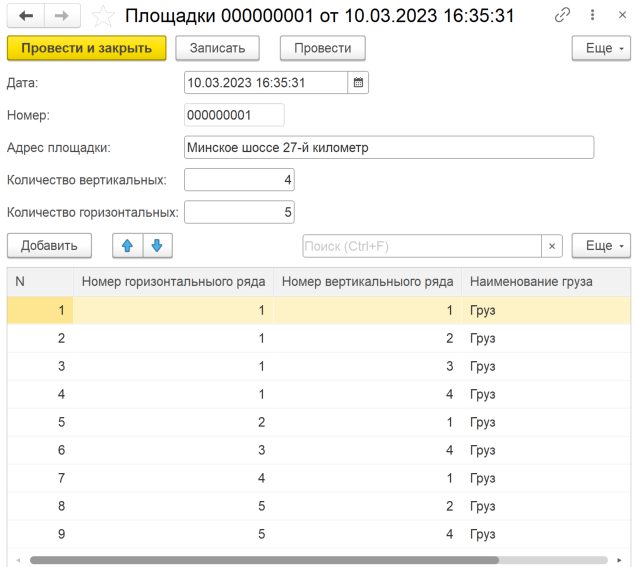 Площадки 000000001 от 10.03.2023 16:35:31
Провести и закрыть Записать Провести Еще
Дата: 10.03.2023 16:35:31
Номер: 000000001
Адрес площадки: Минское шоссе 27-й километр
Количество вертикальных: 4
Количество горизонтальных: 5
Добавить Поиск (Ctrl+F) × Еще
N Номер горизонтальнього ряда Номер вертикальнього ряда Наименование груза
1 1 1 Груз
2 1 2 Груз
3 1 3 Груз
4 1 4 Груз
5 2 1 Груз
6 3 4 Груз
7 4 1 Груз
8 5 2 Груз
9 5 4 Груз